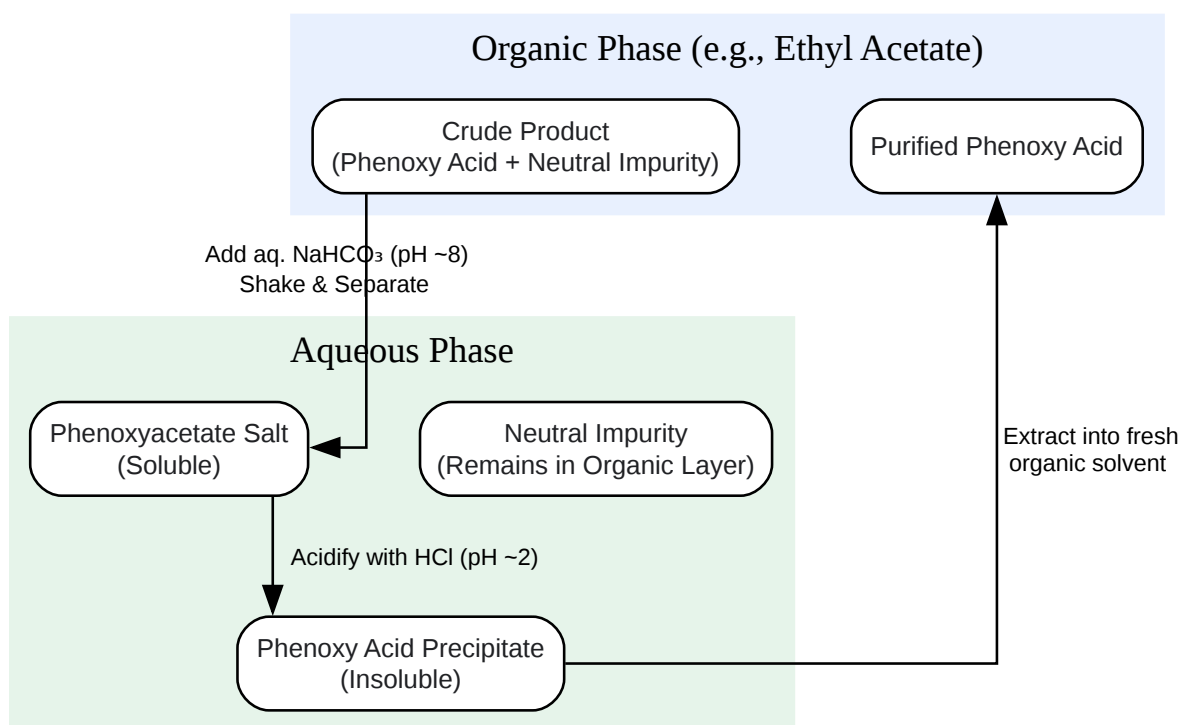 Organic Phase (e.g., Ethyl Acetate)
Crude Product
(Phenoxy Acid + Neutral Impurity)
Purified Phenoxy Acid
Add aq. NaHCO₃ (pH ~8)
Shake & Separate
Aqueous Phase
Phenoxyacetate Salt
(Soluble)
Neutral Impurity
(Remains in Organic Layer)
Extract into fresh
organic solvent
Acidify with HCl (pH ~2)
Phenoxy Acid Precipitate
(Insoluble)